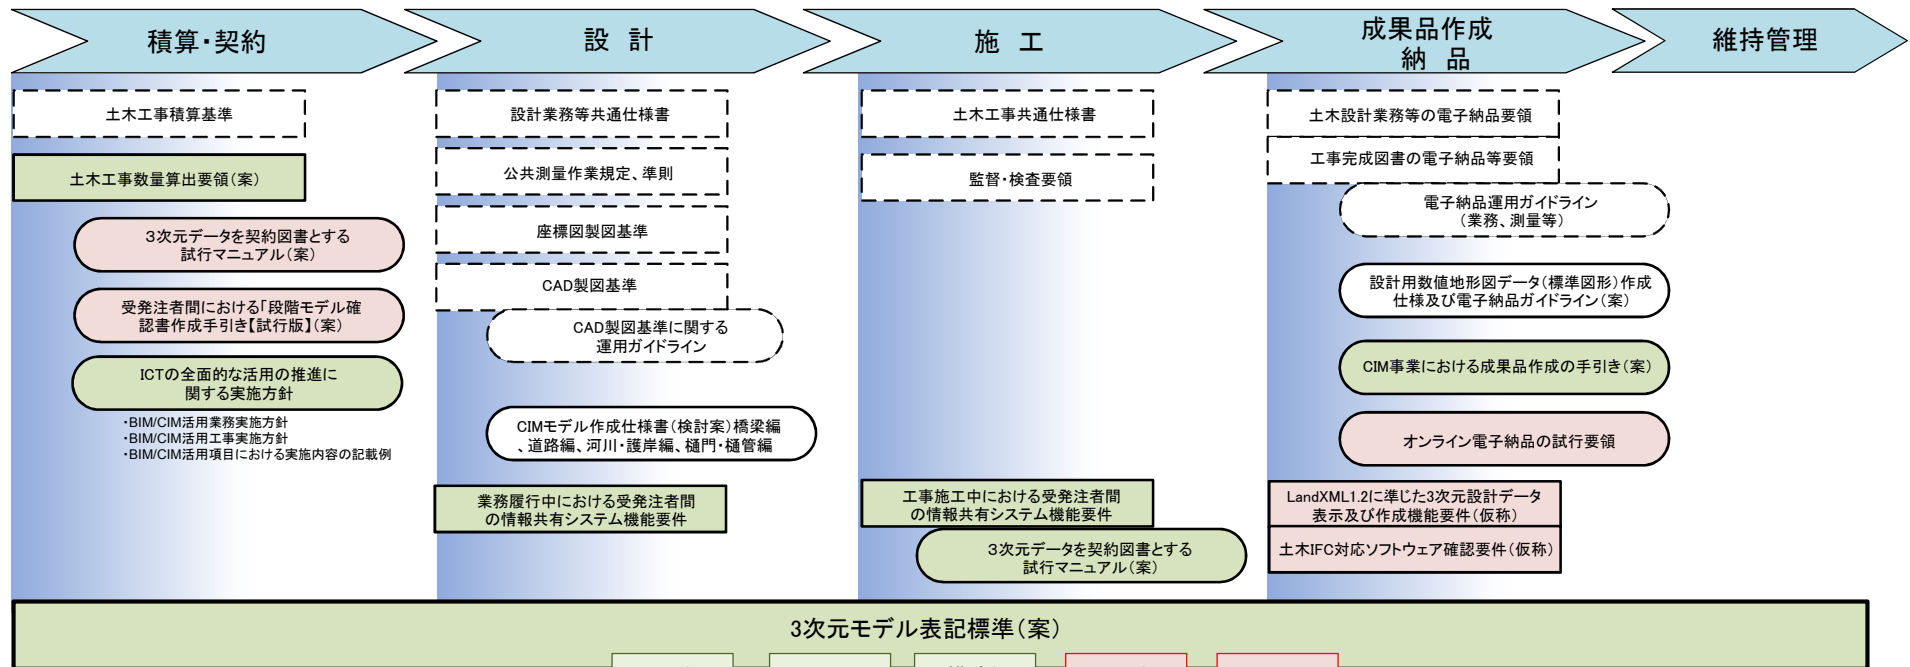 積算・契約
設 計
施 工
成果品作成
納 品
維持管理
土木工事積算基準
土木工事数量算出要領（案）
３次元データを契約図書とする
試行マニュアル（案）
受発注者間における「段階モデル確
認書作成手引き【試行版】（案）
ICTの全面的な活用の推進に
関する実施方針
・BIM/CIM活用業務実施方針
・BIM/CIM活用工事実施方針
・BIM/CIM活用項目における実施内容の記載例
設計業務等共通仕様書
公共測量作業規定、準則
座標図製図基準
CAD製図基準
CAD製図基準に関する
運用ガイドライン
CIMモデル作成仕様書（検討案）橋梁編
、道路編、河川・護岸編、樋門・樋管編
業務履行中における受発注者間
の情報共有システム機能要件
土木工事共通仕様書
監督・検査要領
工事施工中における受発注者間
の情報共有システム機能要件
３次元データを契約図書とする
試行マニュアル（案）
土木設計業務等の電子納品要領
工事完成図書の電子納品等要領
電子納品運用ガイドライン
（業務、測量等）
設計用数値地形図データ（標準図形）作成
仕様及び電子納品ガイドライン（案）
CIM事業における成果品作成の手引き（案）
オンライン電子納品の試行要領
LandXML1.2に準じた3次元設計データ
表示及び作成機能要件（仮称）
土木IFC対応ソフトウェア確認要件（仮称）
3次元モデル表記標準（案）